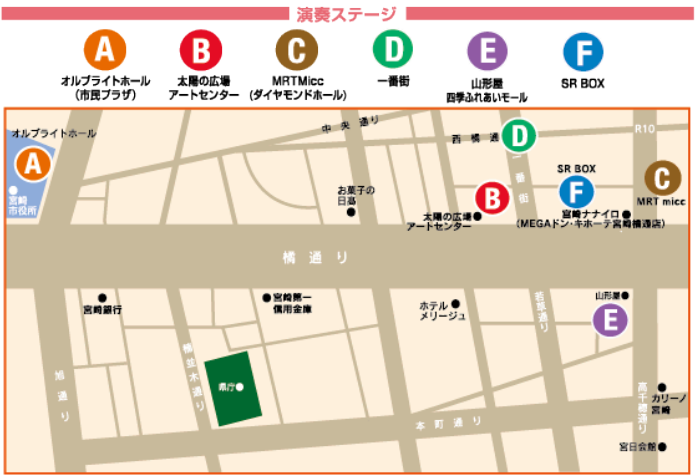 演奏ステージ
A
B
C
D
E
F
オルブライトホール
(市民プラザ)
太陽の広場
アートセンター
MRTMicc
(ダイヤモンドホール)
一番街
山形屋
四季ふれあいモール
SR BOX
オルブライトホール
A
宮崎
市役所
中央通り
西橘通
D
一番街
R10
お菓子の
日高
B
太陽の広場
アートセンター
SR BOX
F
宮崎ナナイロ
(MEGAドン・キホーテ宮崎橘通店)
C
MRT micc
橘通り
宮崎銀行
宮崎第一
信用金庫
ホテル
メリージュ
若草通り
山形屋
E
旭通り
楠並木通り
県庁
本町通り
高千穂通り
カリーノ
宮崎
宮日会館